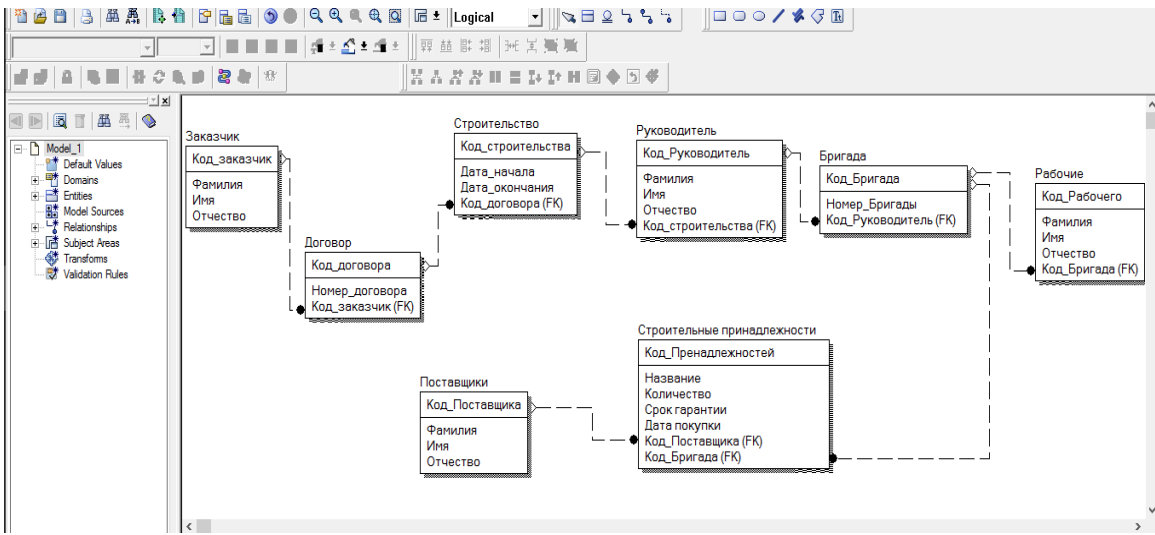 Logical
Model_1
Default Values
Domains
Entities
Model Sources
Relationships
Subject Areas
Transforms
Validation Rules
Заказчик
Код_заказчик
Фамилия
Имя
Отчество
Договор
Код_договора
Номер_договора
Код_заказчик (FK)
Строительство
Код_строительства
Дата_начала
Дата_окончания
Код_договора (FK)
Руководитель
Код_Руководитель
Фамилия
Имя
Отчество
Код_строительства (FK)
Бригада
Код_Бригада
Номер_Бригады
Код_Руководитель (FK)
Рабочие
Код_Рабочего
Фамилия
Имя
Отчество
Код_Бригада (FK)
Поставщики
Код_Поставщика
Фамилия
Имя
Отчество
Строительные принадлежности
Код_Пренадлежностей
Название
Количество
Срок гарантии
Дата покупки
Код_Поставщика (FK)
Код_Бригада (FK)